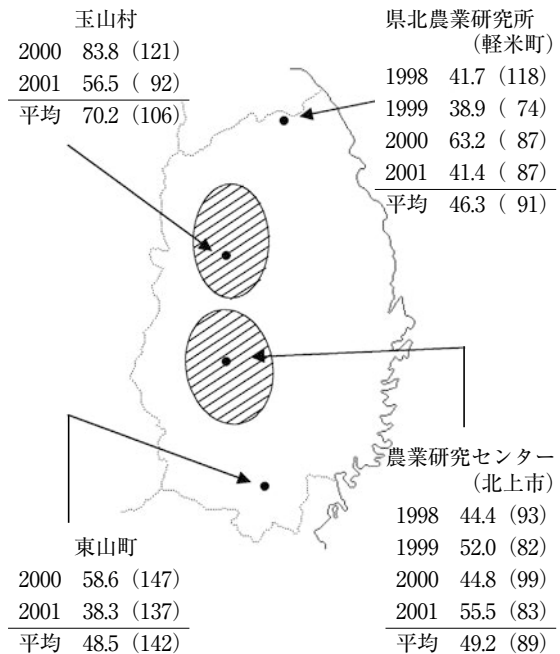 玉山村
2000 83.8 (121)
2001 56.5 ( 92)
平均 70.2 (106)
県北農業研究所
(軽米町)
1998 41.7 (118)
1999 38.9 ( 74)
2000 63.2 ( 87)
2001 41.4 ( 87)
平均 46.3 ( 91)
東山町
2000 58.6 (147)
2001 38.3 (137)
平均 48.5 (142)
農業研究センター
(北上市)
1998 44.4 (93)
1999 52.0 (82)
2000 44.8 (99)
2001 55.5 (83)
平均 49.2 (89)